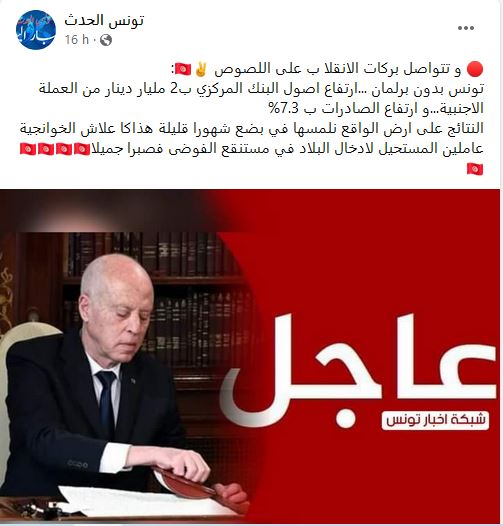 تونس الحدث
16 h ·
🔴 و تتواصل بركات الانقلا ب على اللصوص ✌️🇹🇳:
تونس بدون برلمان ...ارتفاع اصول البنك المركزي ب2 مليار دينار من العملة
الاجنبية...و ارتفاع الصادرات ب 7.3%
النتائج على ارض الواقع نلمسها في بضع شهورا قليلة هذاكا علاش الخوانجية
عاملين المستحيل لادخال البلاد في مستنقع الفوضى فصبرا جميلا🇹🇳🇹🇳🇹🇳🇹🇳
🇹🇳
عاجل
شبكة اخبار تونس